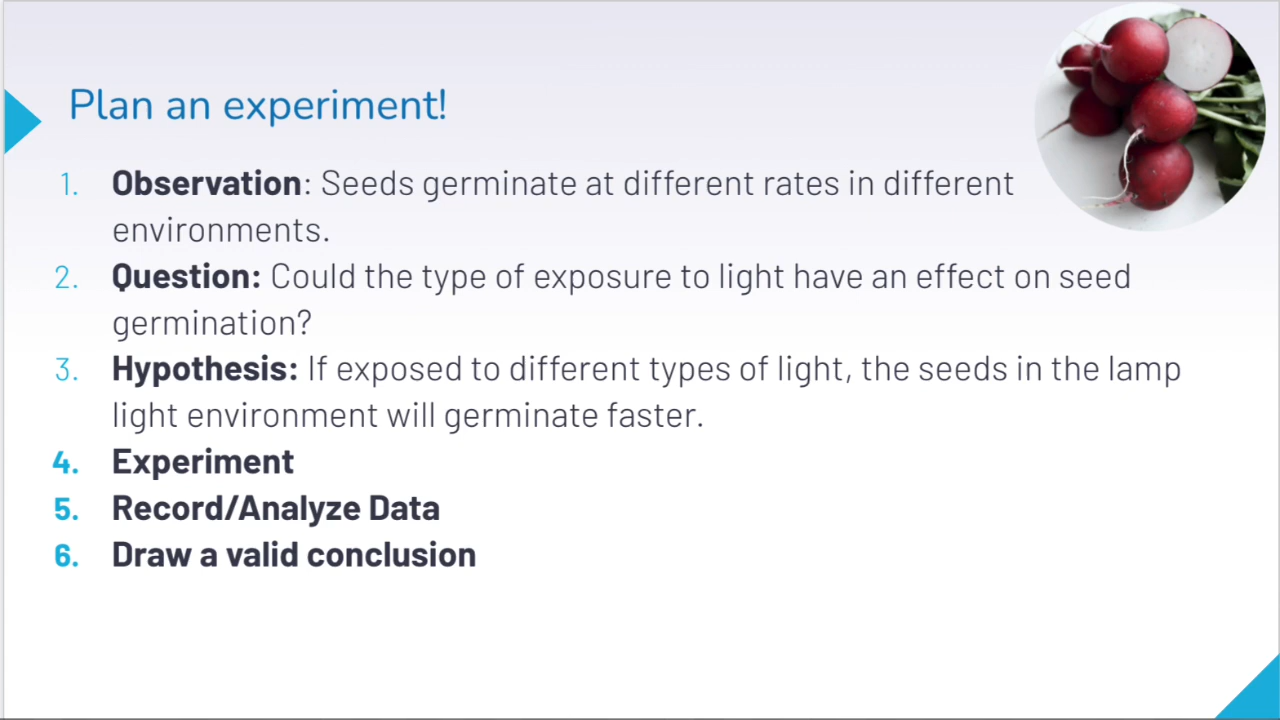 Plan an experiment!
1. Observation: Seeds germinate at different rates in different
environments.
2. Question: Could the type of exposure to light have an effect on seed
germination?
3. Hypothesis: If exposed to different types of light, the seeds in the lamp
light environment will germinate faster.
4. Experiment
5. Record/Analyze Data
6. Draw a valid conclusion